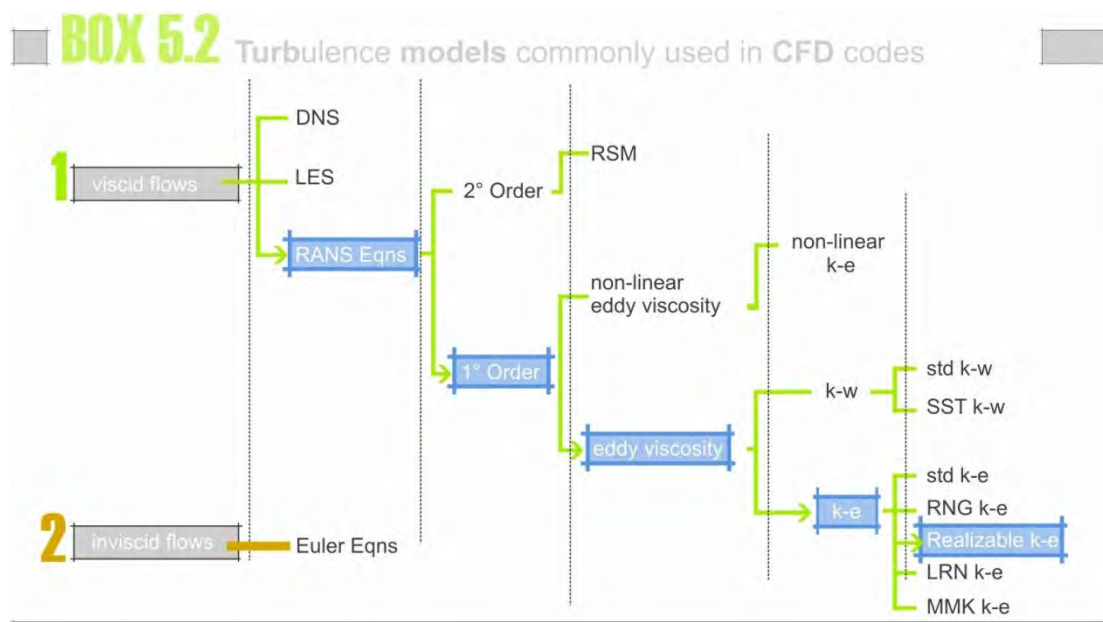 BOX 5.2 Turbulence models commonly used in CFD codes
DNS
1
viscid flows
LES
RANS Eqns
2° Order
RSM
1° Order
non-linear
eddy viscosity
non-linear
k-e
eddy viscosity
k-w
std k-w
SST k-w
k-e
std k-e
RNG k-e
Realizable k-e
LRN k-e
MMK k-e
2
inviscid flows
Euler Eqns